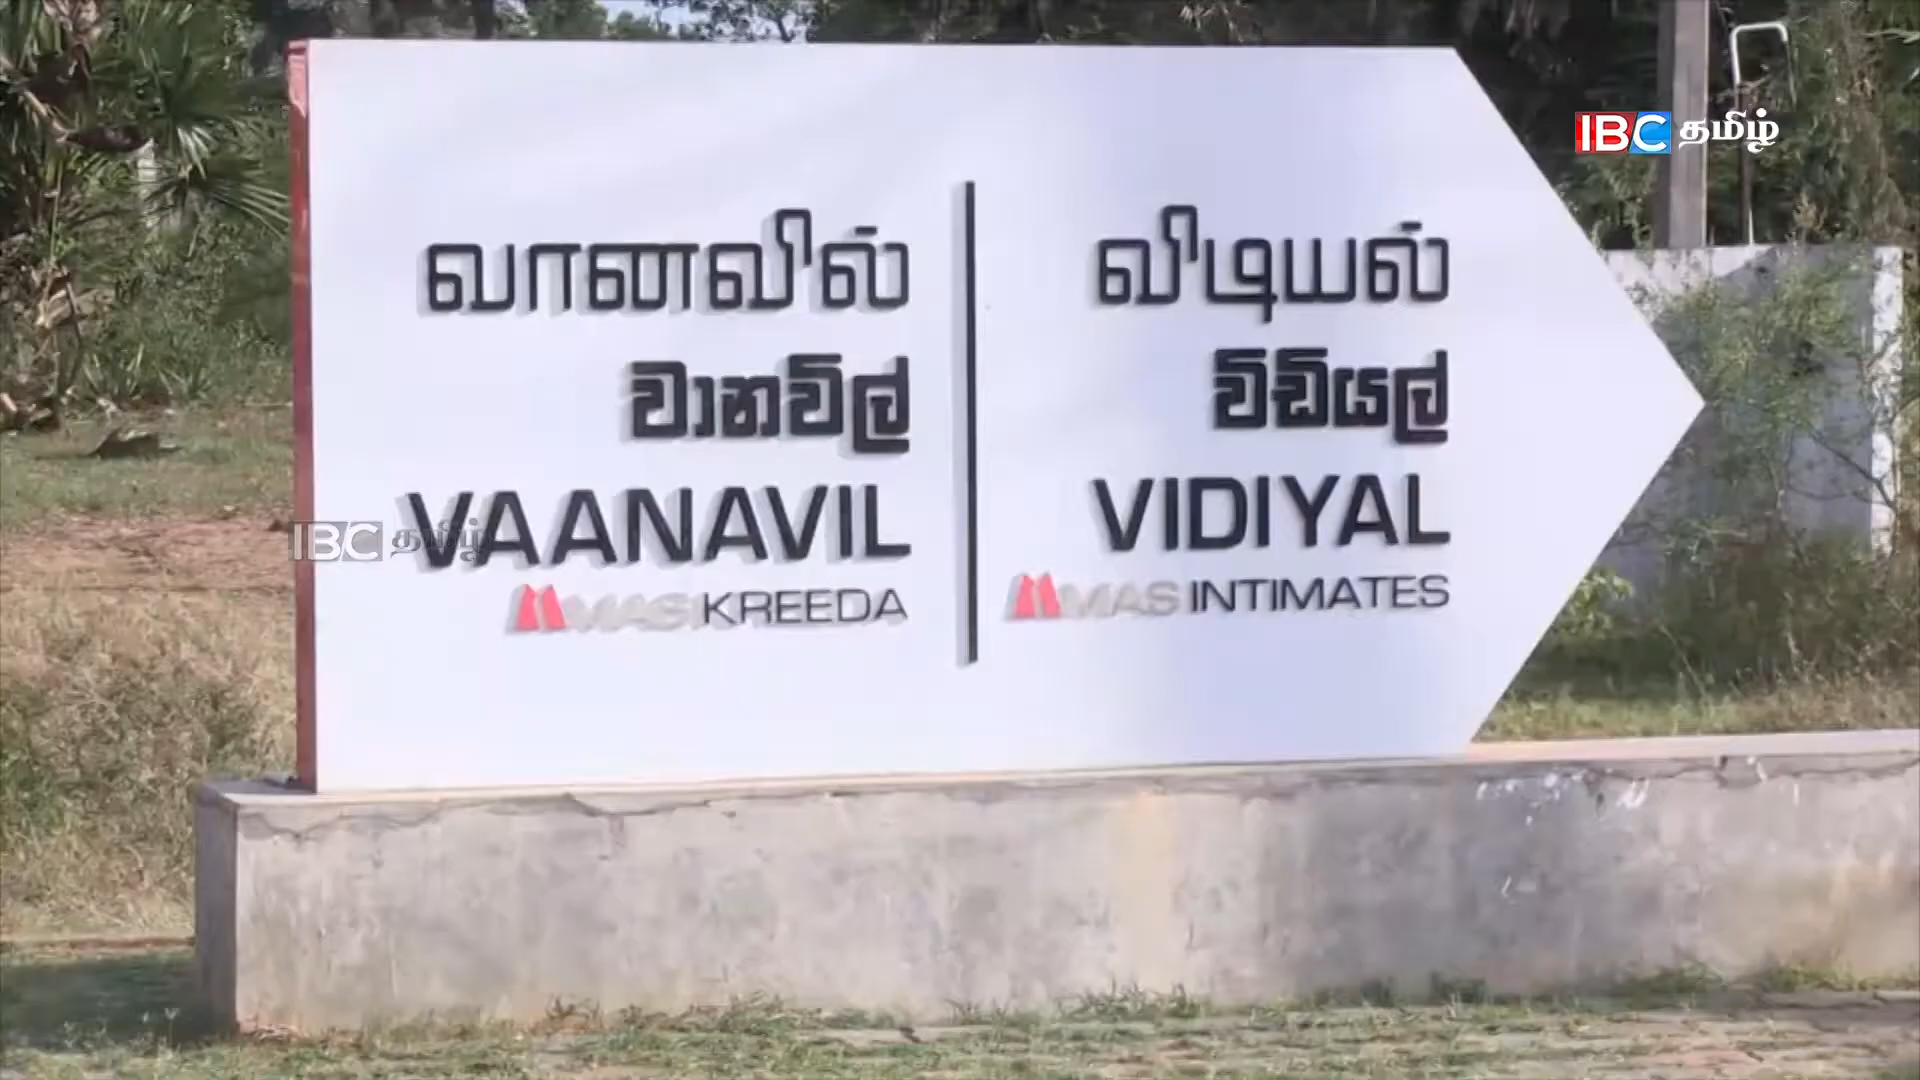 வானவில்
වානවිල්
VAANAVIL
MAS KREEDA
விடியல்
විඩියල්
VIDIYAL
MAS INTIMATES
IBC தமிழ்
IBC தமிழ்